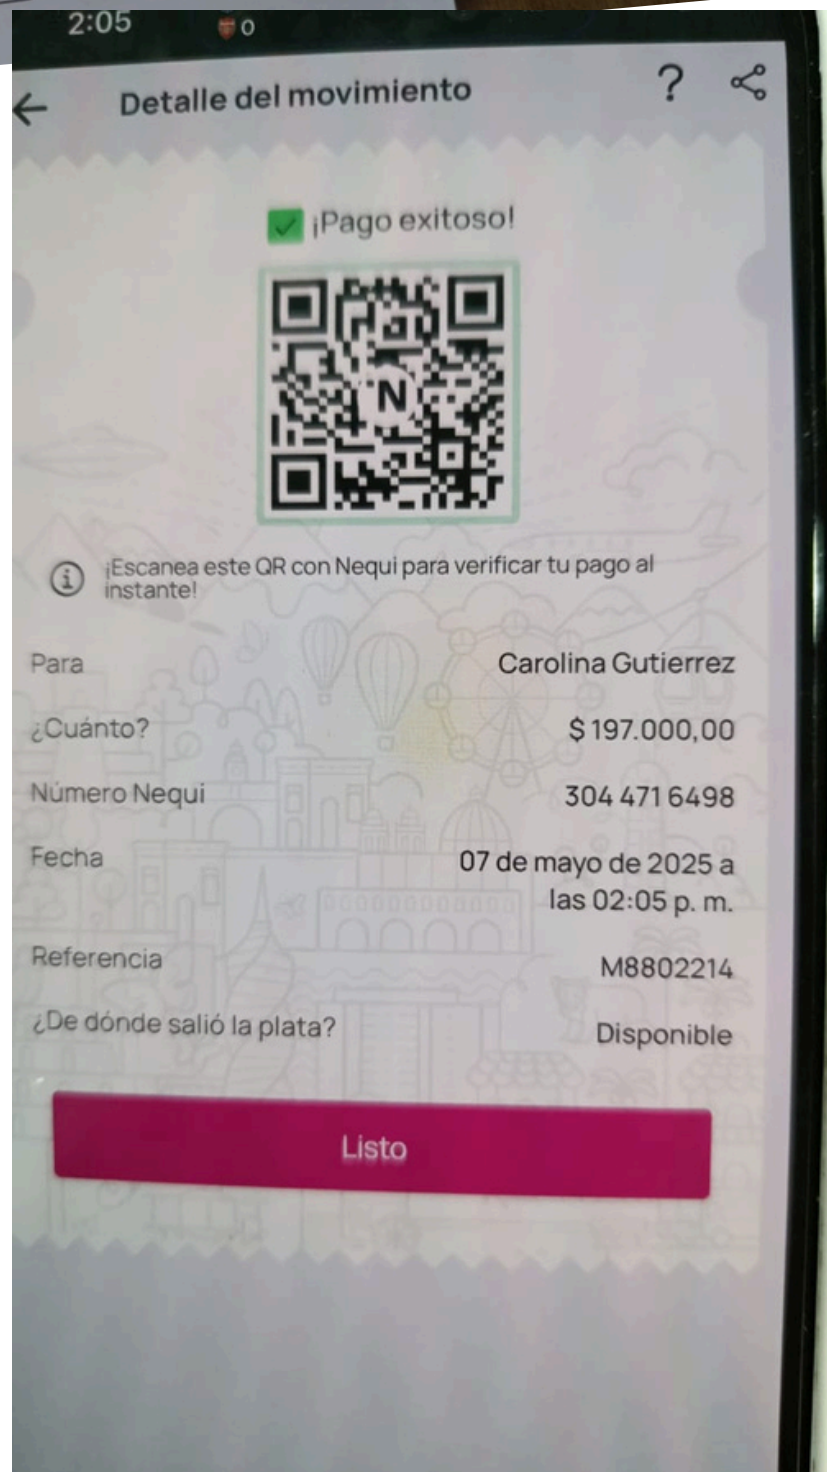 2:05 0
Detalle del movimiento ?
¡Pago exitoso!
N
¡Escanea este QR con Nequi para verificar tu pago al
instante!
Para Carolina Gutierrez
¿Cuánto? $ 197.000,00
Número Nequi 304 471 6498
Fecha 07 de mayo de 2025 a
las 02:05 p. m.
Referencia M8802214
¿De dónde salió la plata? Disponible
Listo